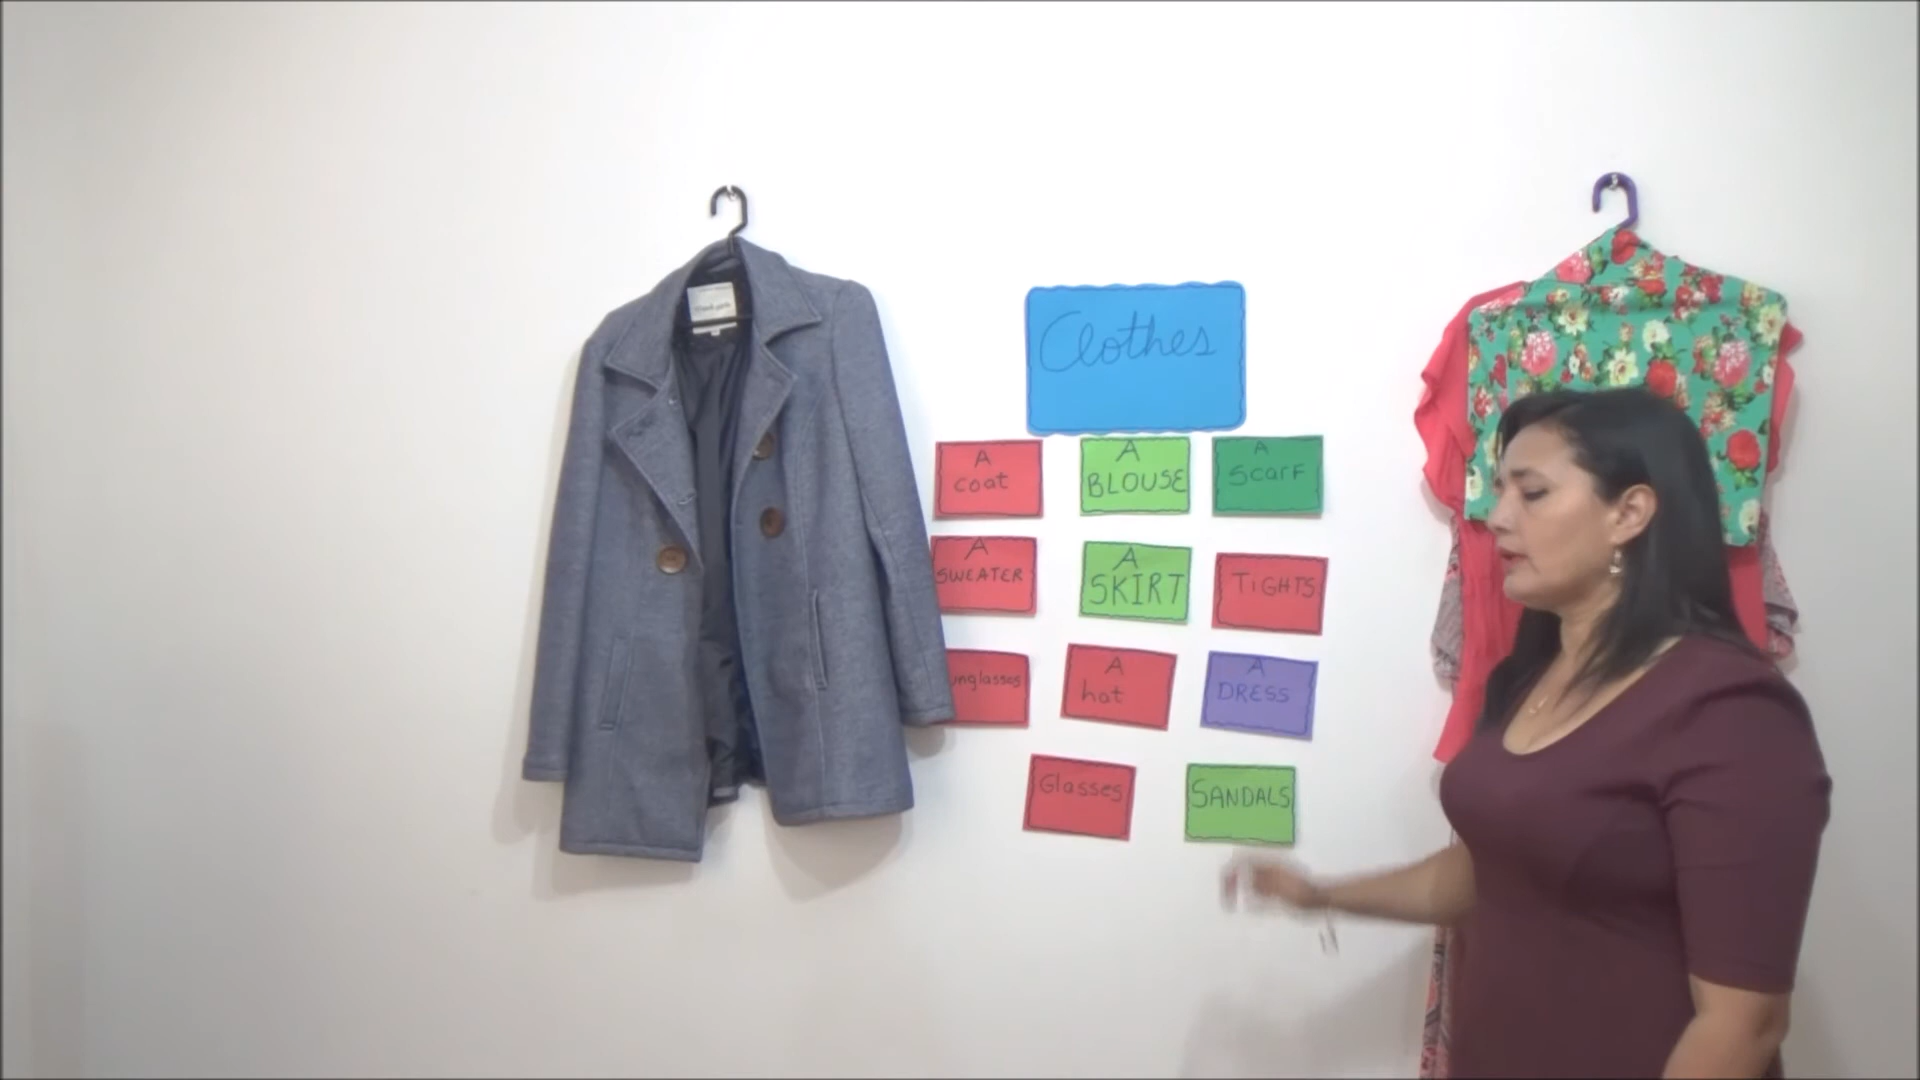 Clothes
A
coat
A
BLOUSE
A
scarf
A
SWEATER
A
SKIRT
TIGHTS
unglasses
A
hat
A
DRESS
Glasses
SANDALS